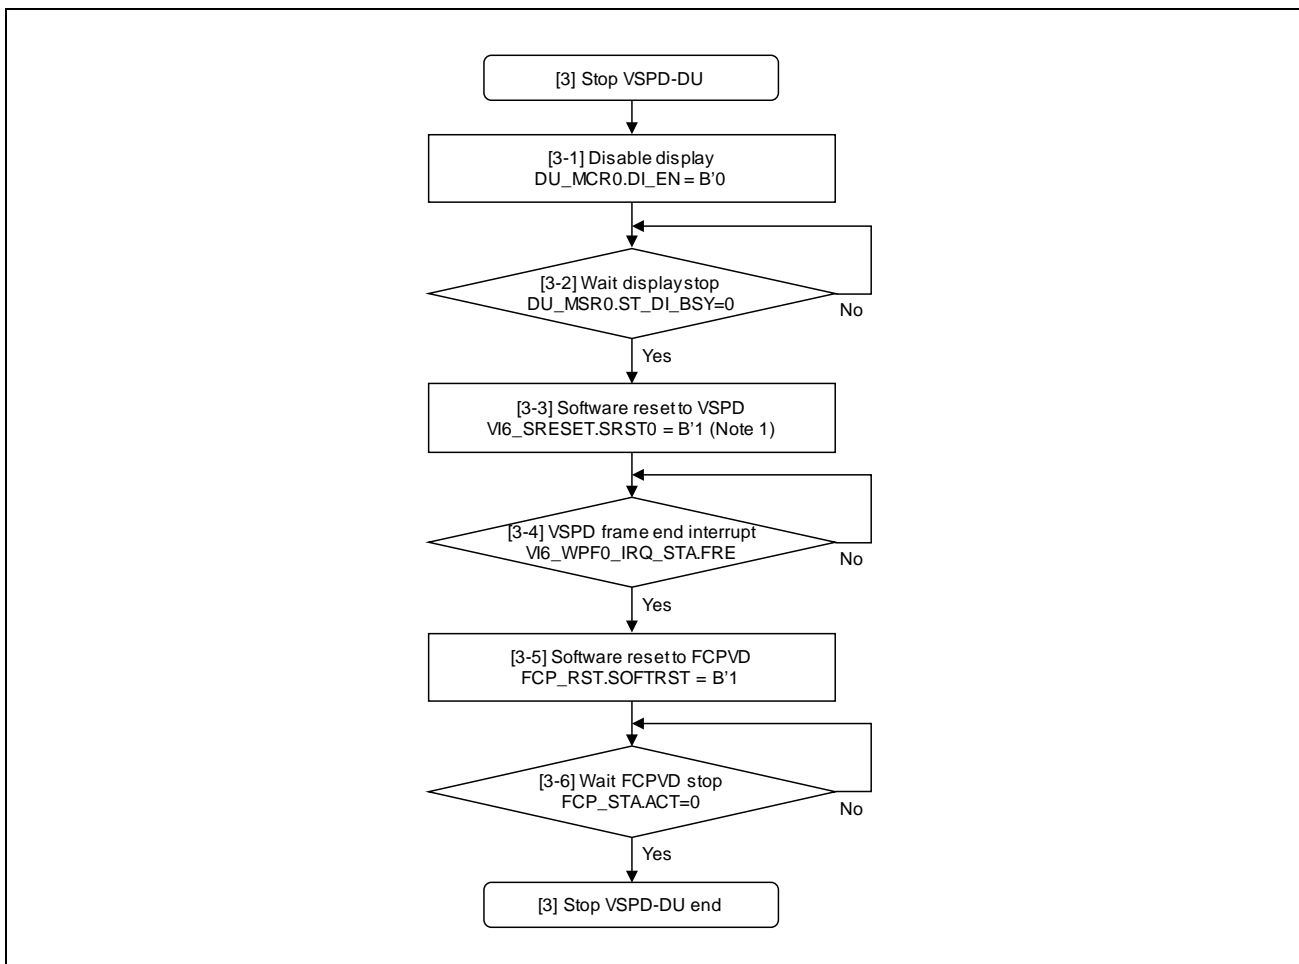 [3] Stop VSPD-DU
[3-1] Disable display
DU_MCR0.DI_EN = B'0
[3-2] Wait display stop
DU_MSR0.ST_DI_BSY=0
No
Yes
[3-3] Software reset to VSPD
VI6_SRESET.SRST0 = B'1 (Note 1)
[3-4] VSPD frame end interrupt
VI6_WPF0_IRQ_STA.FRE
No
Yes
[3-5] Software reset to FCPVD
FCP_RST.SOFTRST = B'1
[3-6] Wait FCPVD stop
FCP_STA.ACT=0
No
Yes
[3] Stop VSPD-DU end